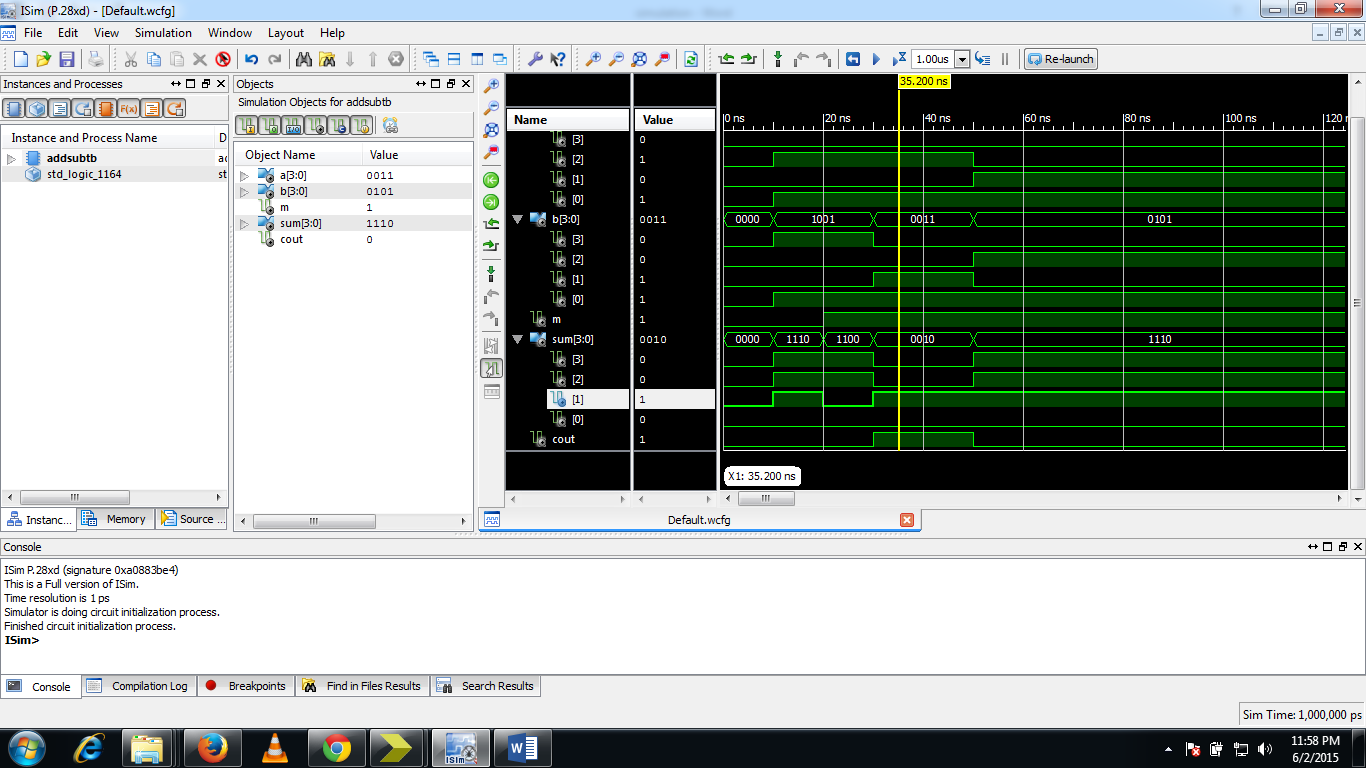 ISim (P.28xd) - [Default.wcfg]
File Edit View Simulation Window Layout Help
1.00us Re-launch
Instances and Processes
Instance and Process Name D
addsubtb ac
std_logic_1164 st
Instanc... Memory Source ...
Objects
Simulation Objects for addsubtb
Object Name Value
a[3:0] 0011
b[3:0] 0101
m 1
sum[3:0] 1110
cout 0
35.200 ns
Name Value
0 ns 20 ns 40 ns 60 ns 80 ns 100 ns 120 n
[3] 0
[2] 1
[1] 0
[0] 1
b[3:0] 0011 0000 1001 0011 0101
[3] 0
[2] 0
[1] 1
[0] 1
m 1
sum[3:0] 0010 0000 1110 1100 0010 1110
[3] 0
[2] 0
[1] 1
[0] 0
cout 1
X1: 35.200 ns
Default.wcfg
Console
ISim P.28xd (signature 0xa0883be4)
This is a Full version of ISim.
Time resolution is 1 ps
Simulator is doing circuit initialization process.
Finished circuit initialization process.
ISim>
Console Compilation Log Breakpoints Find in Files Results Search Results
Sim Time: 1,000,000 ps
11:58 PM
6/2/2015